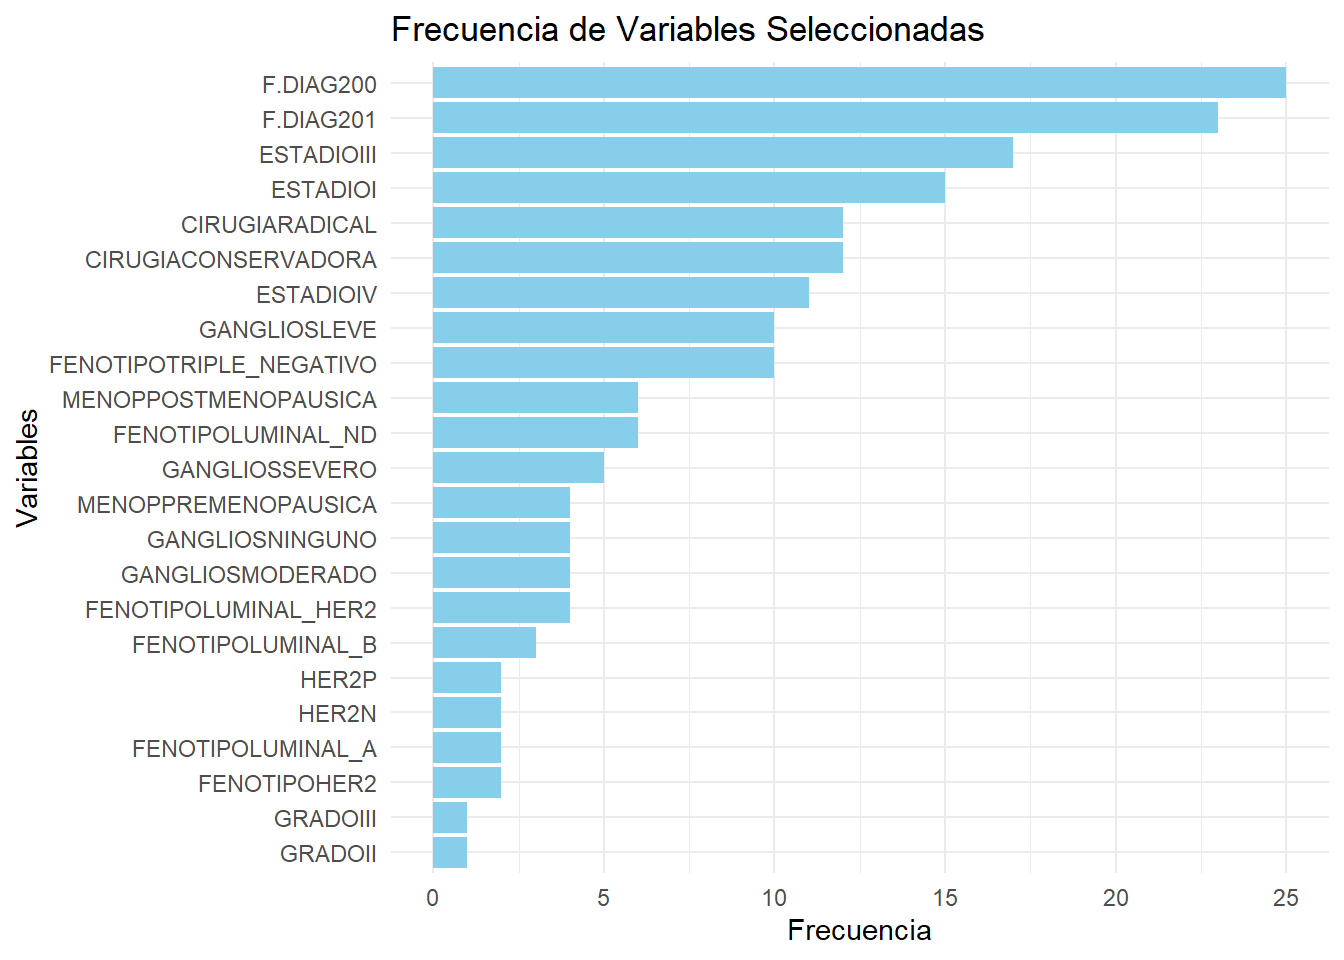 Frecuencia de Variables Seleccionadas
F.DIAG200
F.DIAG201
ESTADIOIII
ESTADIOI
CIRUGIARADICAL
CIRUGIACONSERVADORA
ESTADIOIV
GANGLIOSLEVE
FENOTIPOTRIPLE_NEGATIVO
MENOPPOSTMENOPAUSICA
FENOTIPOLUMINAL_ND
GANGLIOSSEVERO
MENOPPREMENOPAUSICA
GANGLIOSNINGUNO
GANGLIOSMODERADO
FENOTIPOLUMINAL_HER2
FENOTIPOLUMINAL_B
HER2P
HER2N
FENOTIPOLUMINAL_A
FENOTIPOHER2
GRADOIII
GRADOII
Variables
0 5 10 15 20 25
Frecuencia